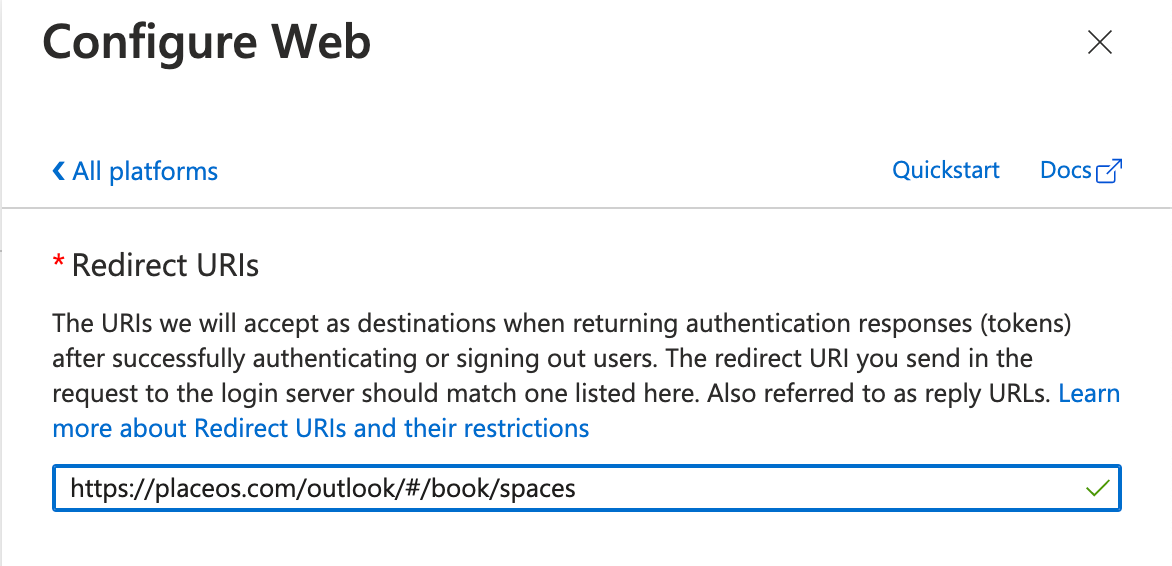 Configure Web
All platforms
Quickstart
Docs
* Redirect URIs
The URIs we will accept as destinations when returning authentication responses (tokens)
after successfully authenticating or signing out users. The redirect URI you send in the
request to the login server should match one listed here. Also referred to as reply URLs. Learn
more about Redirect URIs and their restrictions
https://placeos.com/outlook/#/book/spaces